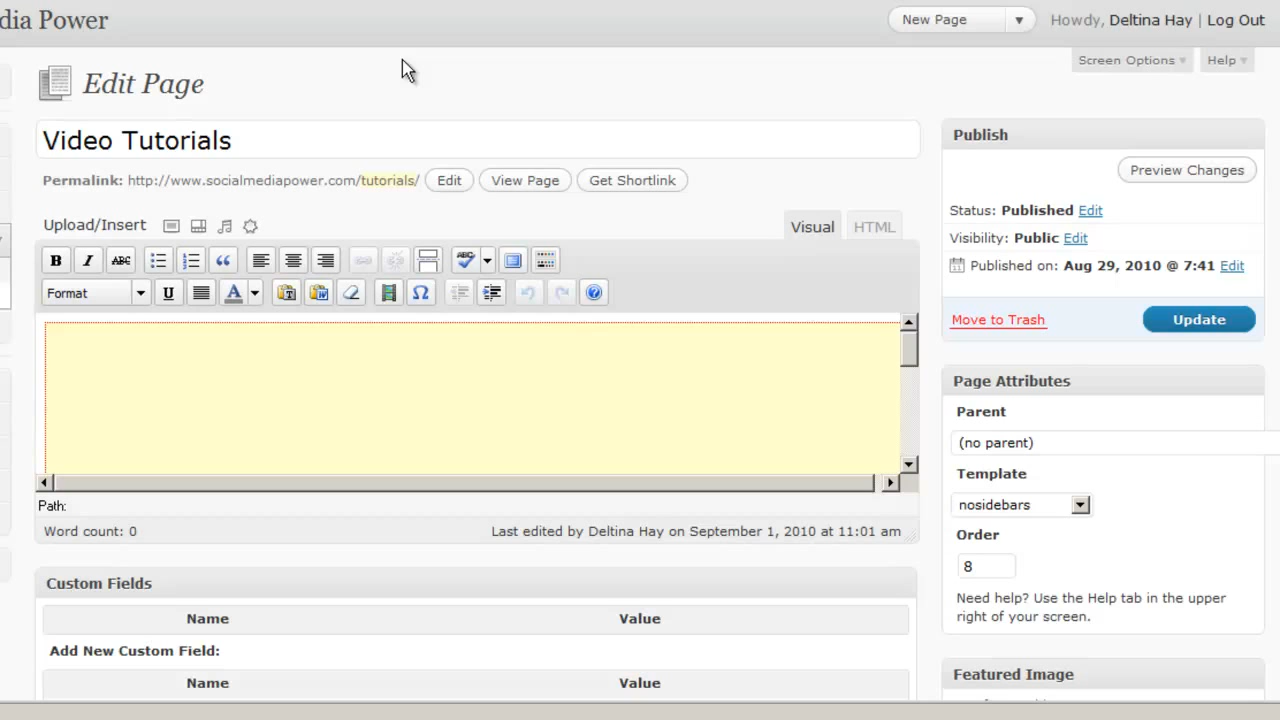 dia Power
New Page
Howdy, Deltina Hay | Log Out
Screen Options
Help
Edit Page
Video Tutorials
Permalink: http://www.socialmediapower.com/tutorials/
Edit
View Page
Get Shortlink
Upload/Insert
Visual
HTML
B
I
ABC
Format
U
A
Path:
Word count: 0
Last edited by Deltina Hay on September 1, 2010 at 11:01 am
Custom Fields
Name
Value
Add New Custom Field:
Name
Value
Publish
Preview Changes
Status: Published Edit
Visibility: Public Edit
Published on: Aug 29, 2010 @ 7:41 Edit
Move to Trash
Update
Page Attributes
Parent
(no parent)
Template
nosidebars
Order
8
Need help? Use the Help tab in the upper
right of your screen.
Featured Image